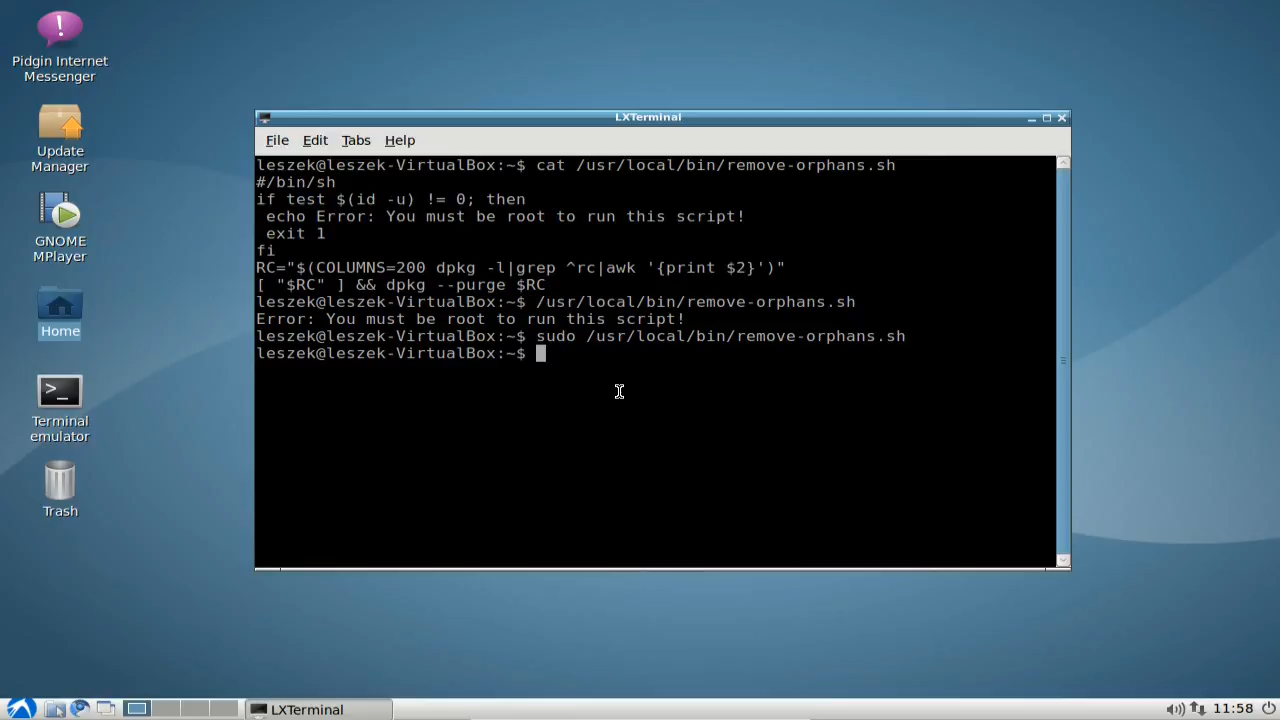 Pidgin Internet
Messenger
Update
Manager
GNOME
MPlayer
Home
>_
Terminal
emulator
Trash
LXTerminal
File Edit Tabs Help
leszek@leszek-VirtualBox:~$ cat /usr/local/bin/remove-orphans.sh
#/bin/sh
if test $(id -u) != 0; then
 echo Error: You must be root to run this script!
 exit 1
fi
RC="$(COLUMNS=200 dpkg -l|grep ^rc|awk '{print $2}')"
[ "$RC" ] && dpkg --purge $RC
leszek@leszek-VirtualBox:~$ /usr/local/bin/remove-orphans.sh
Error: You must be root to run this script!
leszek@leszek-VirtualBox:~$ sudo /usr/local/bin/remove-orphans.sh
leszek@leszek-VirtualBox:~$
LXTerminal
11:58